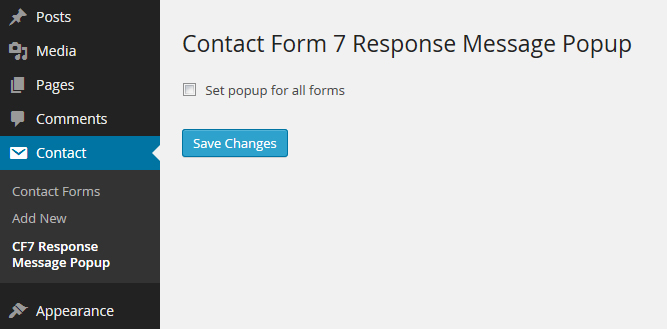 Posts
Media
Pages
Comments
Contact
Contact Forms
Add New
CF7 Response
Message Popup
Appearance
Contact Form 7 Response Message Popup
Set popup for all forms
Save Changes